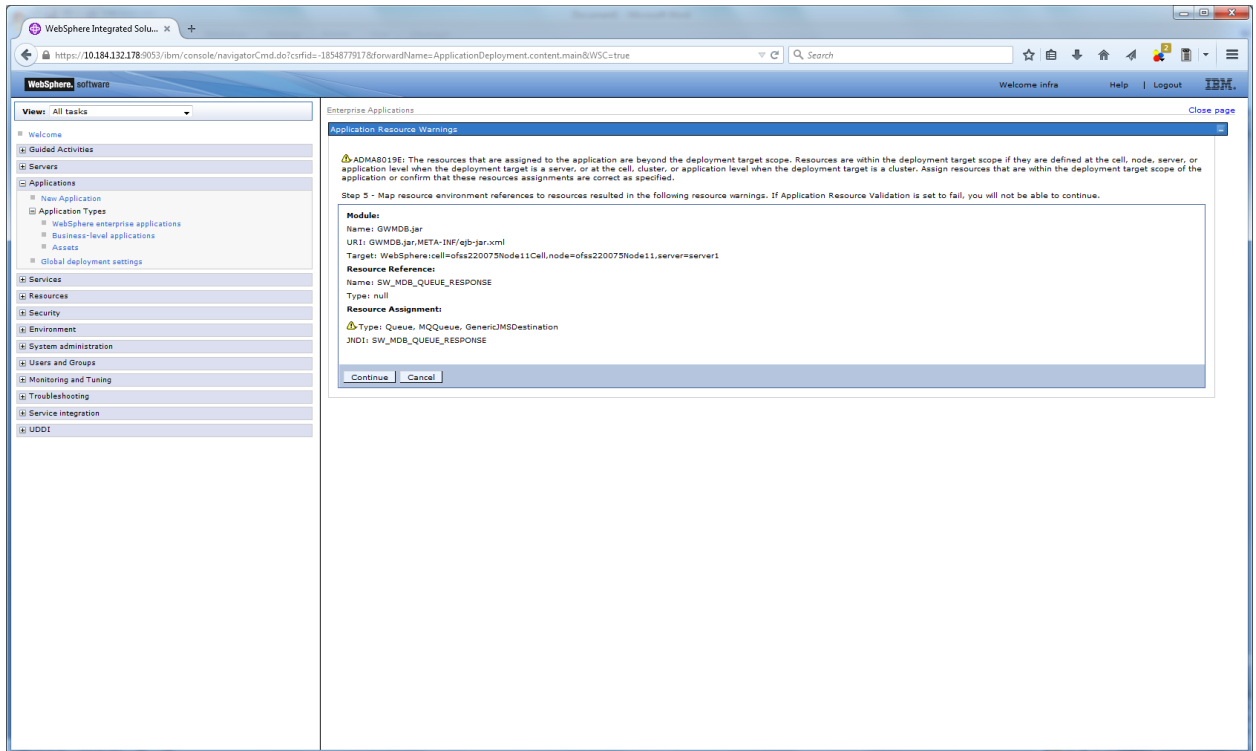 WebSphere Integrated Solu... × +
https://10.184.132.178:9053/ibm/console/navigatorCmd.do?csrfid=-1854877917&forwardName=ApplicationDeployment.content.main&WSC=true
Search
2
WebSphere. software
Welcome infra Help | Logout IBM.
View: All tasks
Welcome
Guided Activities
Servers
Applications
New Application
Application Types
WebSphere enterprise applications
Business-level applications
Assets
Global deployment settings
Services
Resources
Security
Environment
System administration
Users and Groups
Monitoring and Tuning
Troubleshooting
Service integration
UDDI
Enterprise Applications
Close page
Application Resource Warnings
ADMA8019E: The resources that are assigned to the application are beyond the deployment target scope. Resources are within the deployment target scope if they are defined at the cell, node, server, or
application level when the deployment target is a server, or at the cell, cluster, or application level when the deployment target is a cluster. Assign resources that are within the deployment target scope of the
application or confirm that these resources assignments are correct as specified.
Step 5 - Map resource environment references to resources resulted in the following resource warnings. If Application Resource Validation is set to fail, you will not be able to continue.
Module:
Name: GWMDB.jar
URI: GWMDB.jar,META-INF/ejb-jar.xml
Target: WebSphere:cell=ofss220075Node11Cell,node=ofss220075Node11,server=server1
Resource Reference:
Name: SW_MDB_QUEUE_RESPONSE
Type: null
Resource Assignment:
Type: Queue, MQQueue, GenericJMSDestination
JNDI: SW_MDB_QUEUE_RESPONSE
Continue Cancel